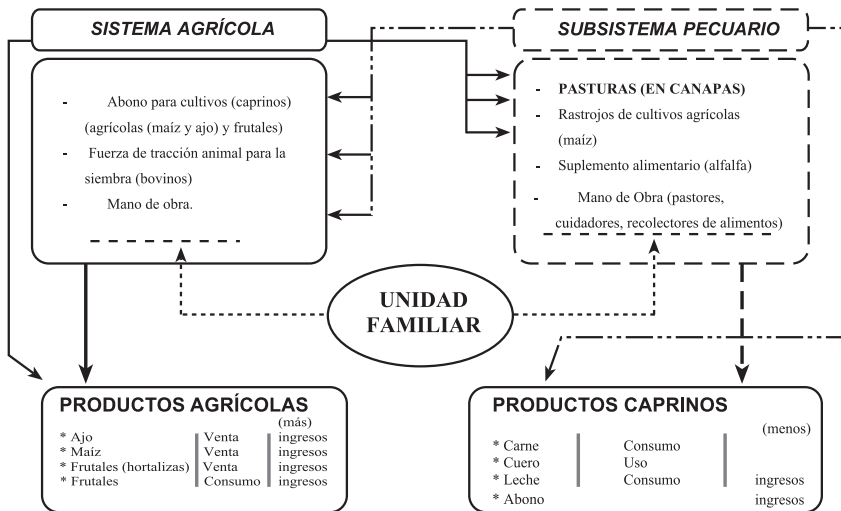 SISTEMA AGRÍCOLA
- Abono para cultivos (caprinos)
(agrícolas (maíz y ajo) y frutales)
- Fuerza de tracción animal para la
siembra (bovinos)
- Mano de obra.
SUBSISTEMA PECUARIO
- PASTURAS (EN CANAPAS)
- Rastrojos de cultivos agrícolas
(maíz)
- Suplemento alimentario (alfalfa)
- Mano de Obra (pastores,
cuidadores, recolectores de alimentos)
UNIDAD
FAMILIAR
PRODUCTOS AGRÍCOLAS
(más)
* Ajo Venta ingresos
* Maíz Venta ingresos
* Frutales (hortalizas) Venta ingresos
* Frutales Consumo ingresos
PRODUCTOS CAPRINOS
(menos)
* Carne Consumo
* Cuero Uso
* Leche Consumo ingresos
* Abono ingresos